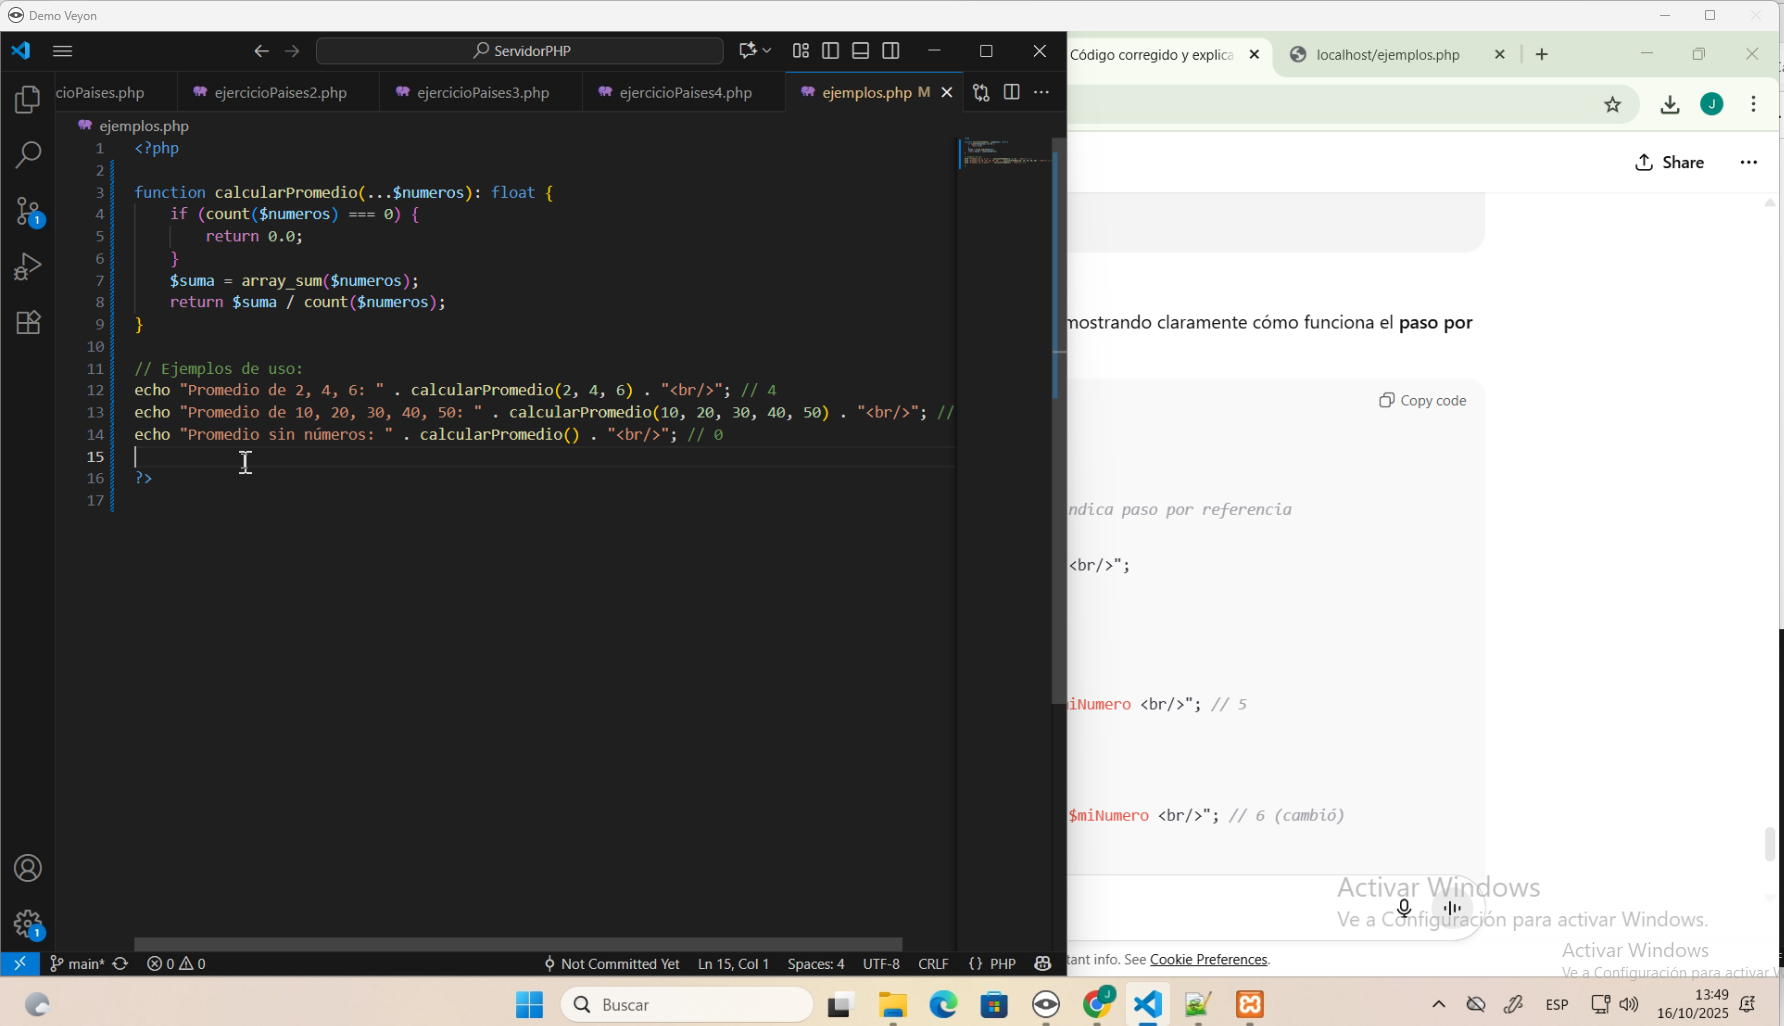 Demo Veyon
ServidorPHP
cioPaises.php
ejercicioPaises2.php
ejercicioPaises3.php
ejercicioPaises4.php
ejemplos.php M
ejemplos.php
1 <?php
2
3 function calcularPromedio(...$numeros): float {
4 if (count($numeros) === 0) {
5 return 0.0;
6 }
7 $suma = array_sum($numeros);
8 return $suma / count($numeros);
9 }
10
11 // Ejemplos de uso:
12 echo "Promedio de 2, 4, 6: " . calcularPromedio(2, 4, 6) . "<br/>"; // 4
13 echo "Promedio de 10, 20, 30, 40, 50: " . calcularPromedio(10, 20, 30, 40, 50) . "<br/>"; //
14 echo "Promedio sin números: " . calcularPromedio() . "<br/>"; // 0
15
16 ?>
17
1
1
main*
0 0
Not Committed Yet
Ln 15, Col 1
Spaces: 4
UTF-8
CRLF
{} PHP
Código corregido y explica
localhost/ejemplos.php
J
Share
mostrando claramente cómo funciona el paso por
Copy code
ndica paso por referencia
<br/>";
iNumero <br/>"; // 5
$miNumero <br/>"; // 6 (cambió)
Activar Windows
Ve a Configuración para activar Windows.
tant info. See Cookie Preferences.
Activar Windows
Ve a Configuración para activar
Buscar
J
ESP
13:49
16/10/2025